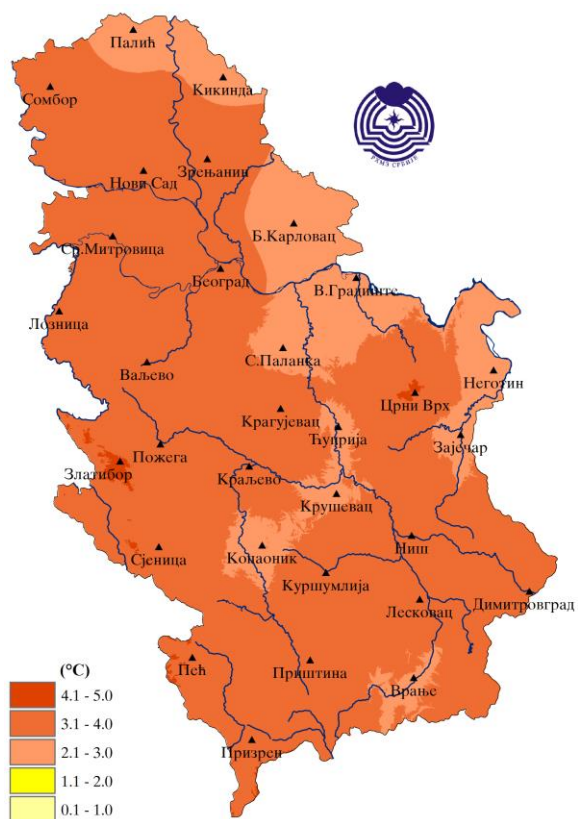 Палић
Кикинда
Сомбор
РХМЗ СРБИЈЕ
Зрењанин
Нови Сад
Б.Карловац
Ср.Митровица
Београд
В.Градиште
Лозница
С.Паланка
Ваљево
Неготин
Црни Врх
Крагујевац
Ћуприја
Зајечар
Пожега
Златибор
Краљево
Крушевац
Ниш
Сјеница
Копаоник
Куршумлија
Димитровград
Лесковац
Пећ
Приштина
Врање
Призрен
(°C)
4.1 - 5.0
3.1 - 4.0
2.1 - 3.0
1.1 - 2.0
0.1 - 1.0